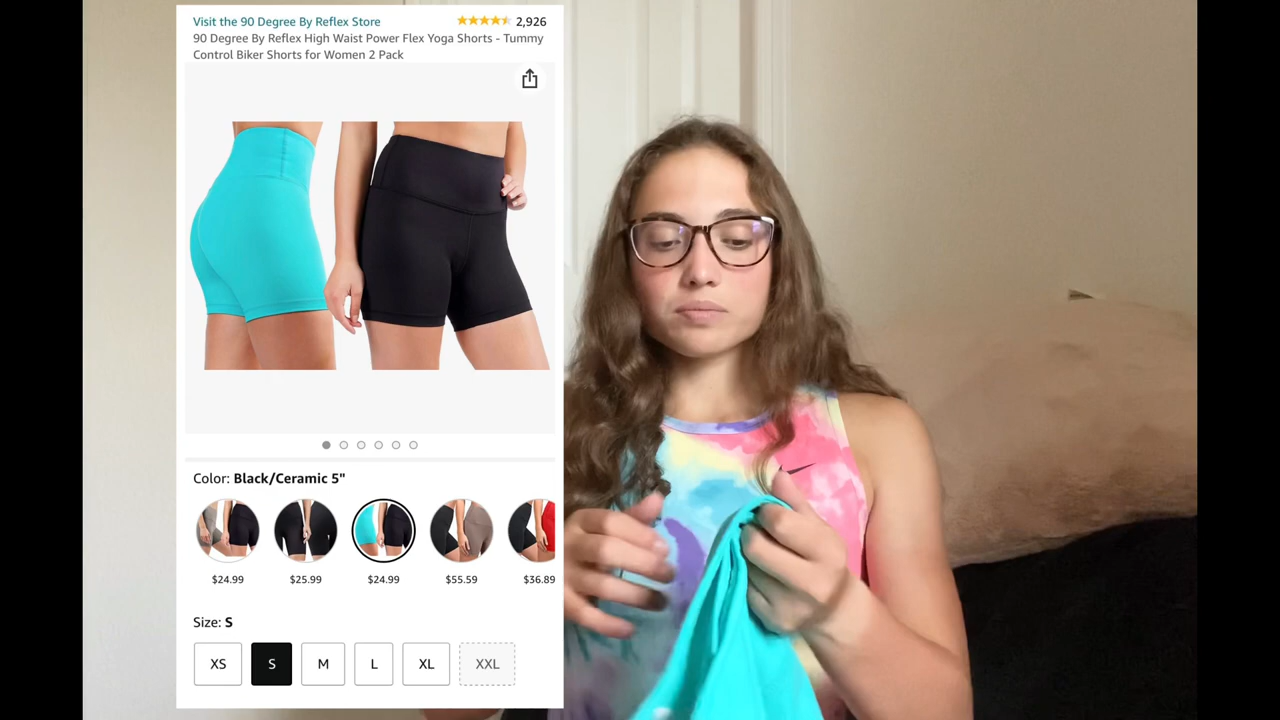 Visit the 90 Degree By Reflex Store
2,926
90 Degree By Reflex High Waist Power Flex Yoga Shorts - Tummy
Control Biker Shorts for Women 2 Pack
Color: Black/Ceramic 5"
$24.99 $25.99 $24.99 $55.59 $36.89
Size: S
XS S M L XL XXL